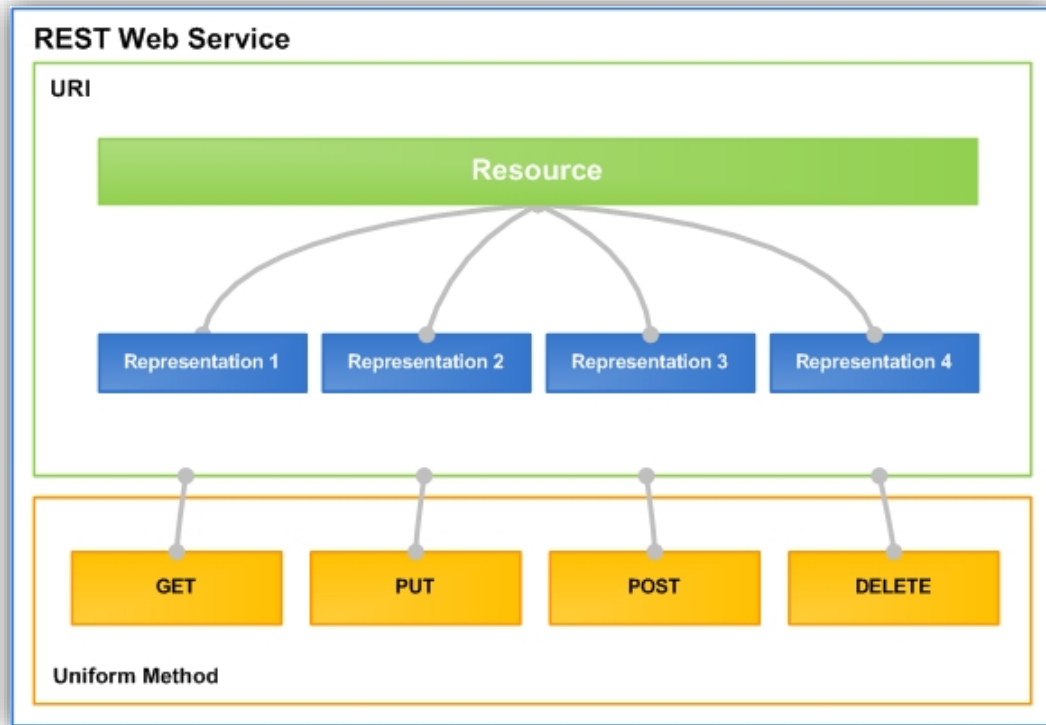 REST Web Service
URI
Resource
Representation 1
Representation 2
Representation 3
Representation 4
GET
PUT
POST
DELETE
Uniform Method